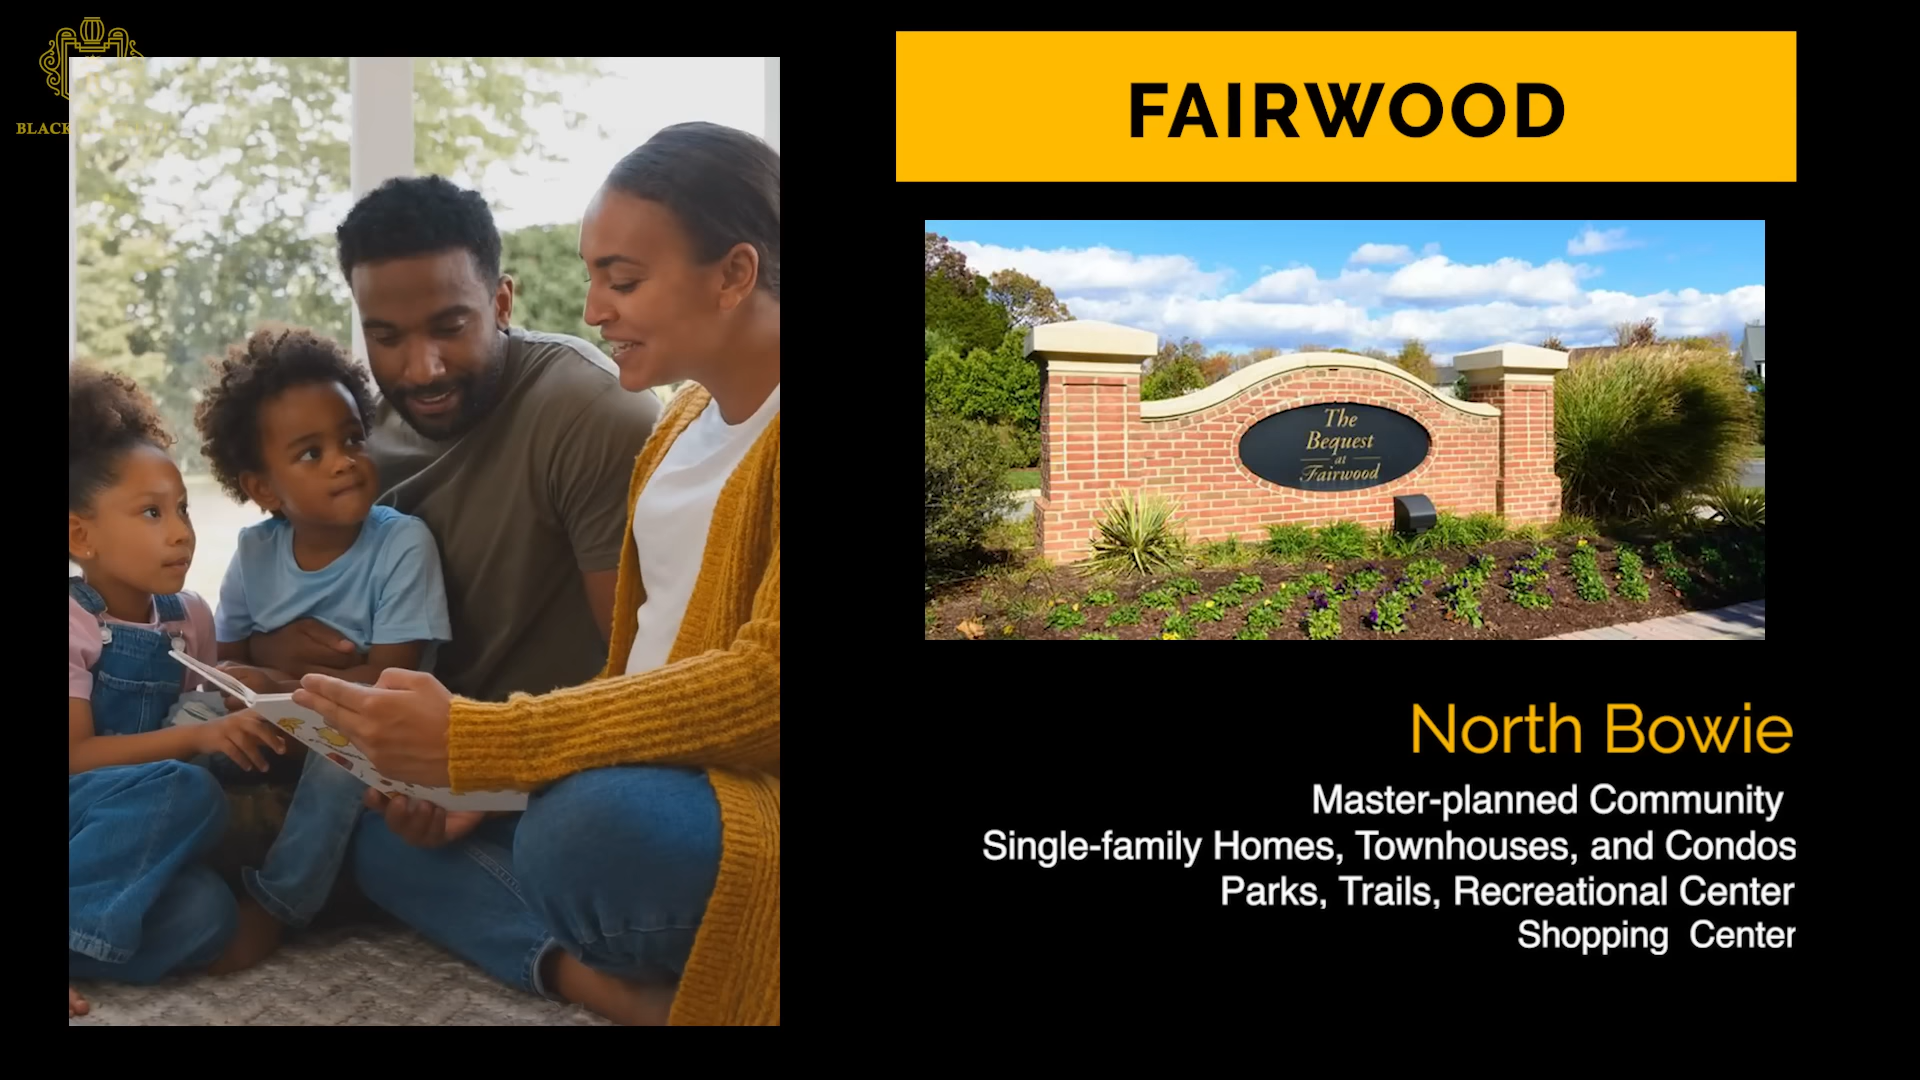 BLACK
FAIRWOOD
The
Bequest
at
Fairwood
North Bowie
Master-planned Community
Single-family Homes, Townhouses, and Condos
Parks, Trails, Recreational Center
Shopping Center